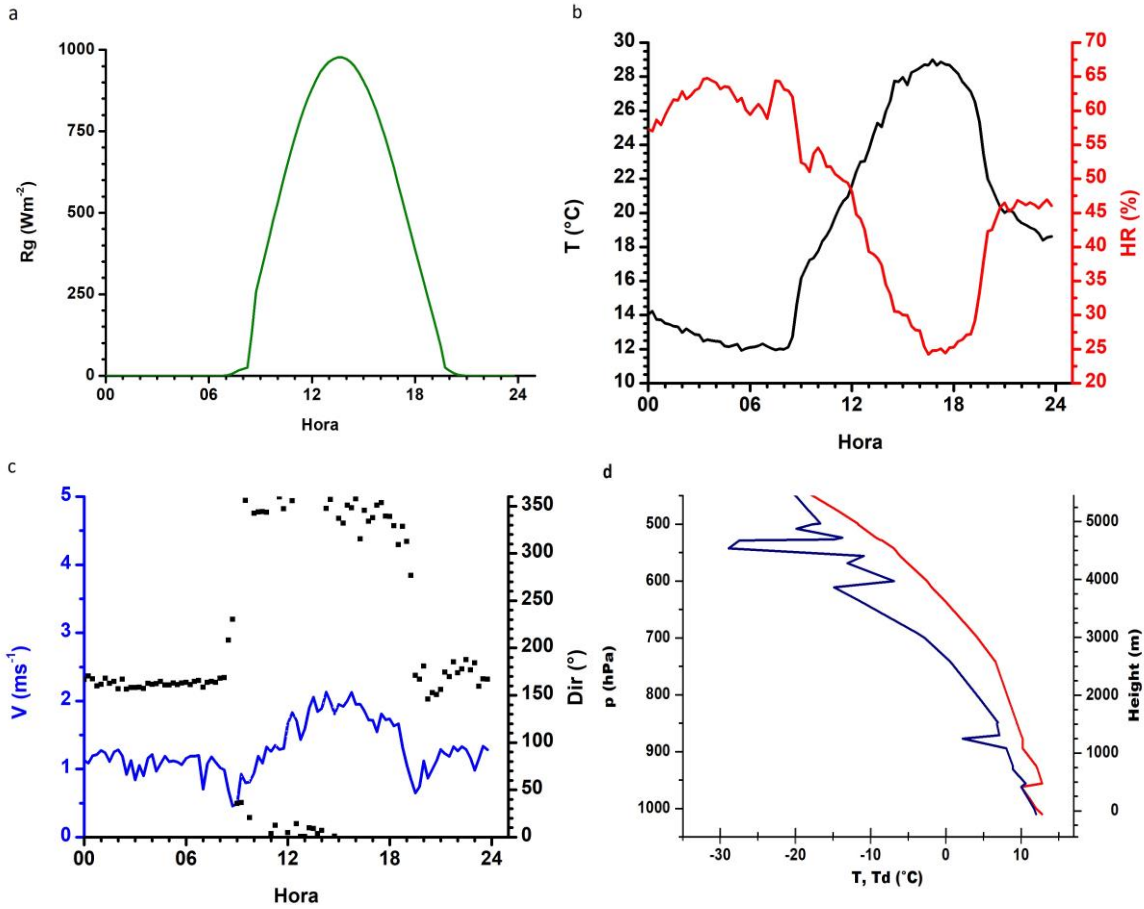 a
1000
750
500
250
0
Rg (Wm-2)
00 06 12 18 24
Hora
b
30
28
26
24
22
20
18
16
14
12
10
T (°C)
70
65
60
55
50
45
40
35
30
25
20
HR (%)
00 06 12 18 24
Hora
c
5
4
3
2
1
0
V (ms-1)
350
300
250
200
150
100
50
0
Dir (°)
00 06 12 18 24
Hora
d
500
600
700
800
900
1000
p (hPa)
5000
4000
3000
2000
1000
0
Height (m)
-30 -20 -10 0 10
T, Td (°C)